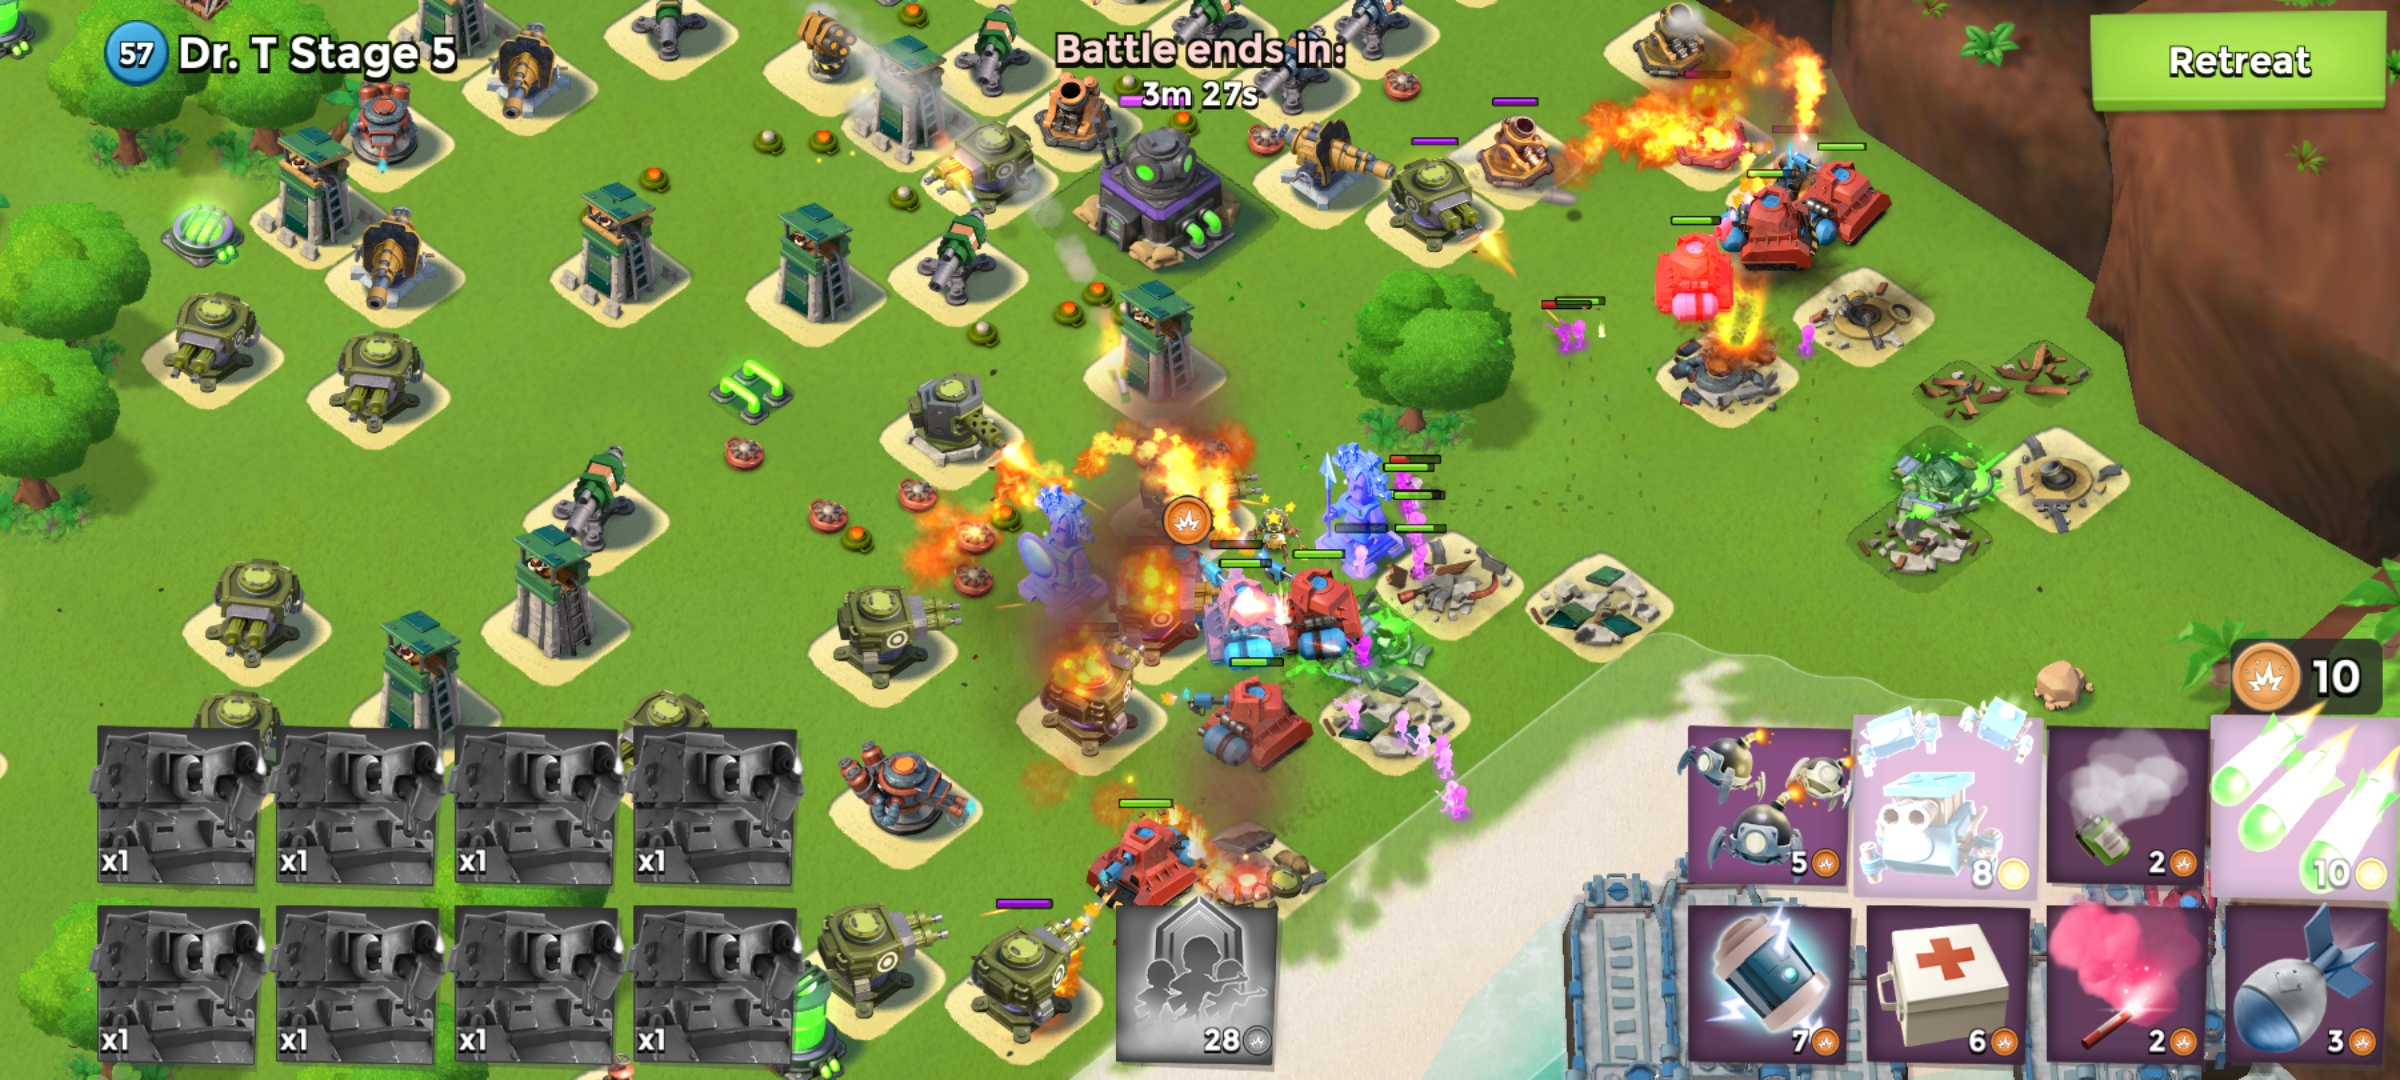 57 Dr. T Stage 5
Battle ends in:
3m 27s
Retreat
10
x1 x1 x1 x1
5 8 2 10
x1 x1 x1 x1
28
7 6 2 3